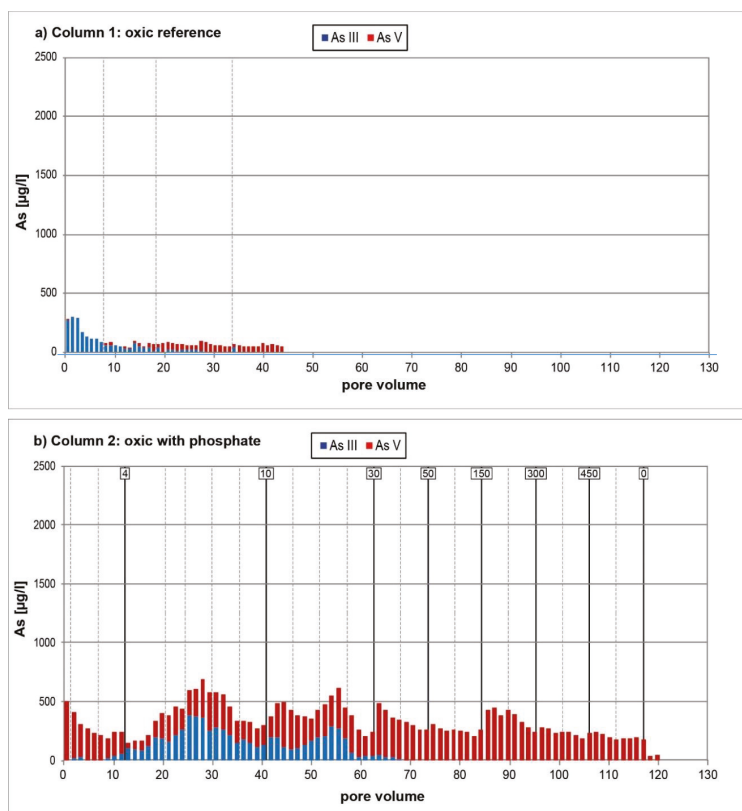 a) Column 1: oxic reference
As III As V
2500
2000
1500
1000
500
0
As [µg/l]
0 10 20 30 40 50 60 70 80 90 100 110 120 130
pore volume
b) Column 2: oxic with phosphate
As III As V
2500
4 10 30 50 150 300 450 0
2000
1500
1000
500
0
As [µg/l]
0 10 20 30 40 50 60 70 80 90 100 110 120 130
pore volume